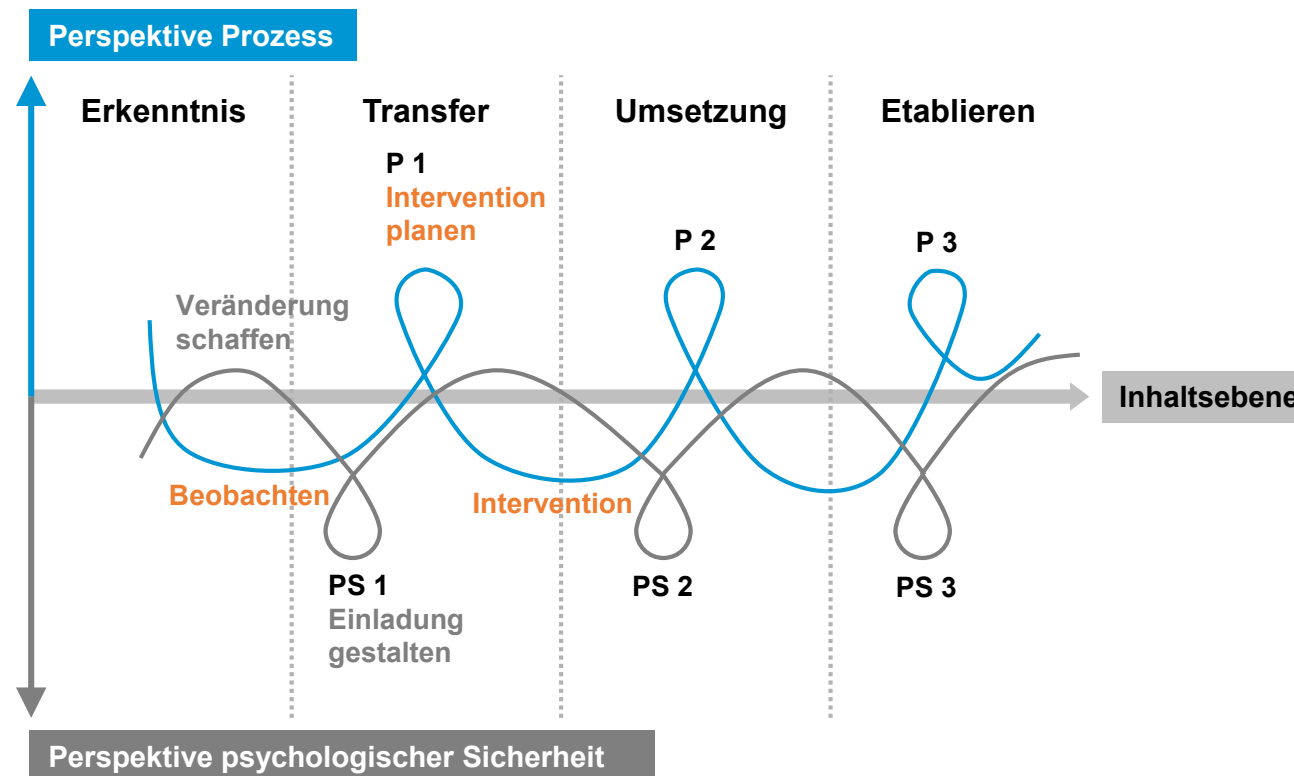 Perspektive Prozess
Erkenntnis
Transfer
Umsetzung
Etablieren
P 1
Intervention
planen
P 2
P 3
Veränderung
schaffen
Inhaltsebene
Beobachten
Intervention
PS 1
Einladung
gestalten
PS 2
PS 3
Perspektive psychologischer Sicherheit